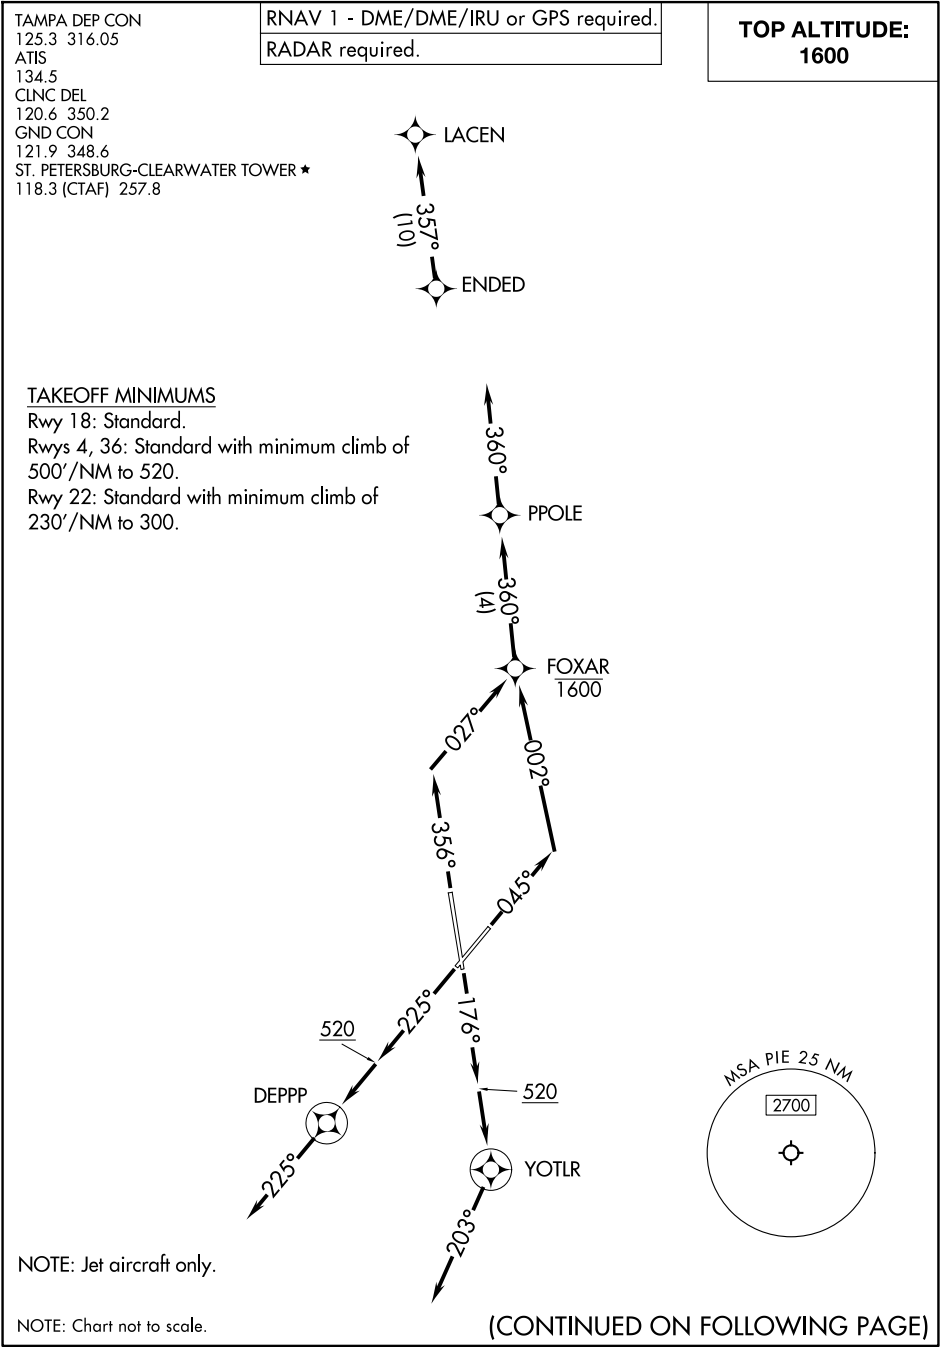 TAMPA DEP CON
125.3 316.05
ATIS
134.5
CLNC DEL
120.6 350.2
GND CON
121.9 348.6
ST. PETERSBURG-CLEARWATER TOWER ★
118.3 (CTAF) 257.8
RNAV 1 - DME/DME/IRU or GPS required.
RADAR required.
TOP ALTITUDE:
1600
LACEN
357°
(10)
ENDED
TAKEOFF MINIMUMS
Rwy 18: Standard.
Rwys 4, 36: Standard with minimum climb of
500'/NM to 520.
Rwy 22: Standard with minimum climb of
230'/NM to 300.
360°
PPOLE
360°
(4)
FOXAR
1600
027°
002°
356°
045°
225°
176°
520
520
DEPPP
YOTLR
225°
203°
MSA PIE 25 NM
2700
NOTE: Jet aircraft only.
NOTE: Chart not to scale.
(CONTINUED ON FOLLOWING PAGE)